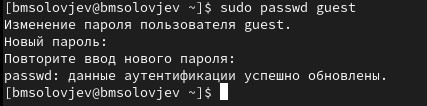 [bmsolovjev@bmsolovjev ~]$ sudo passwd guest
Изменение пароля пользователя guest.
Новый пароль:
Повторите ввод нового пароля:
passwd: данные аутентификации успешно обновлены.
[bmsolovjev@bmsolovjev ~]$